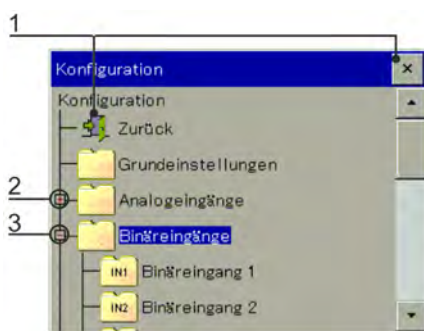 1
Konfiguration
Konfiguration
Zurück
Grundeinstellungen
2
Analogeingänge
3
Binäreingänge
IN1 Binäreingang 1
IN2 Binäreingang 2